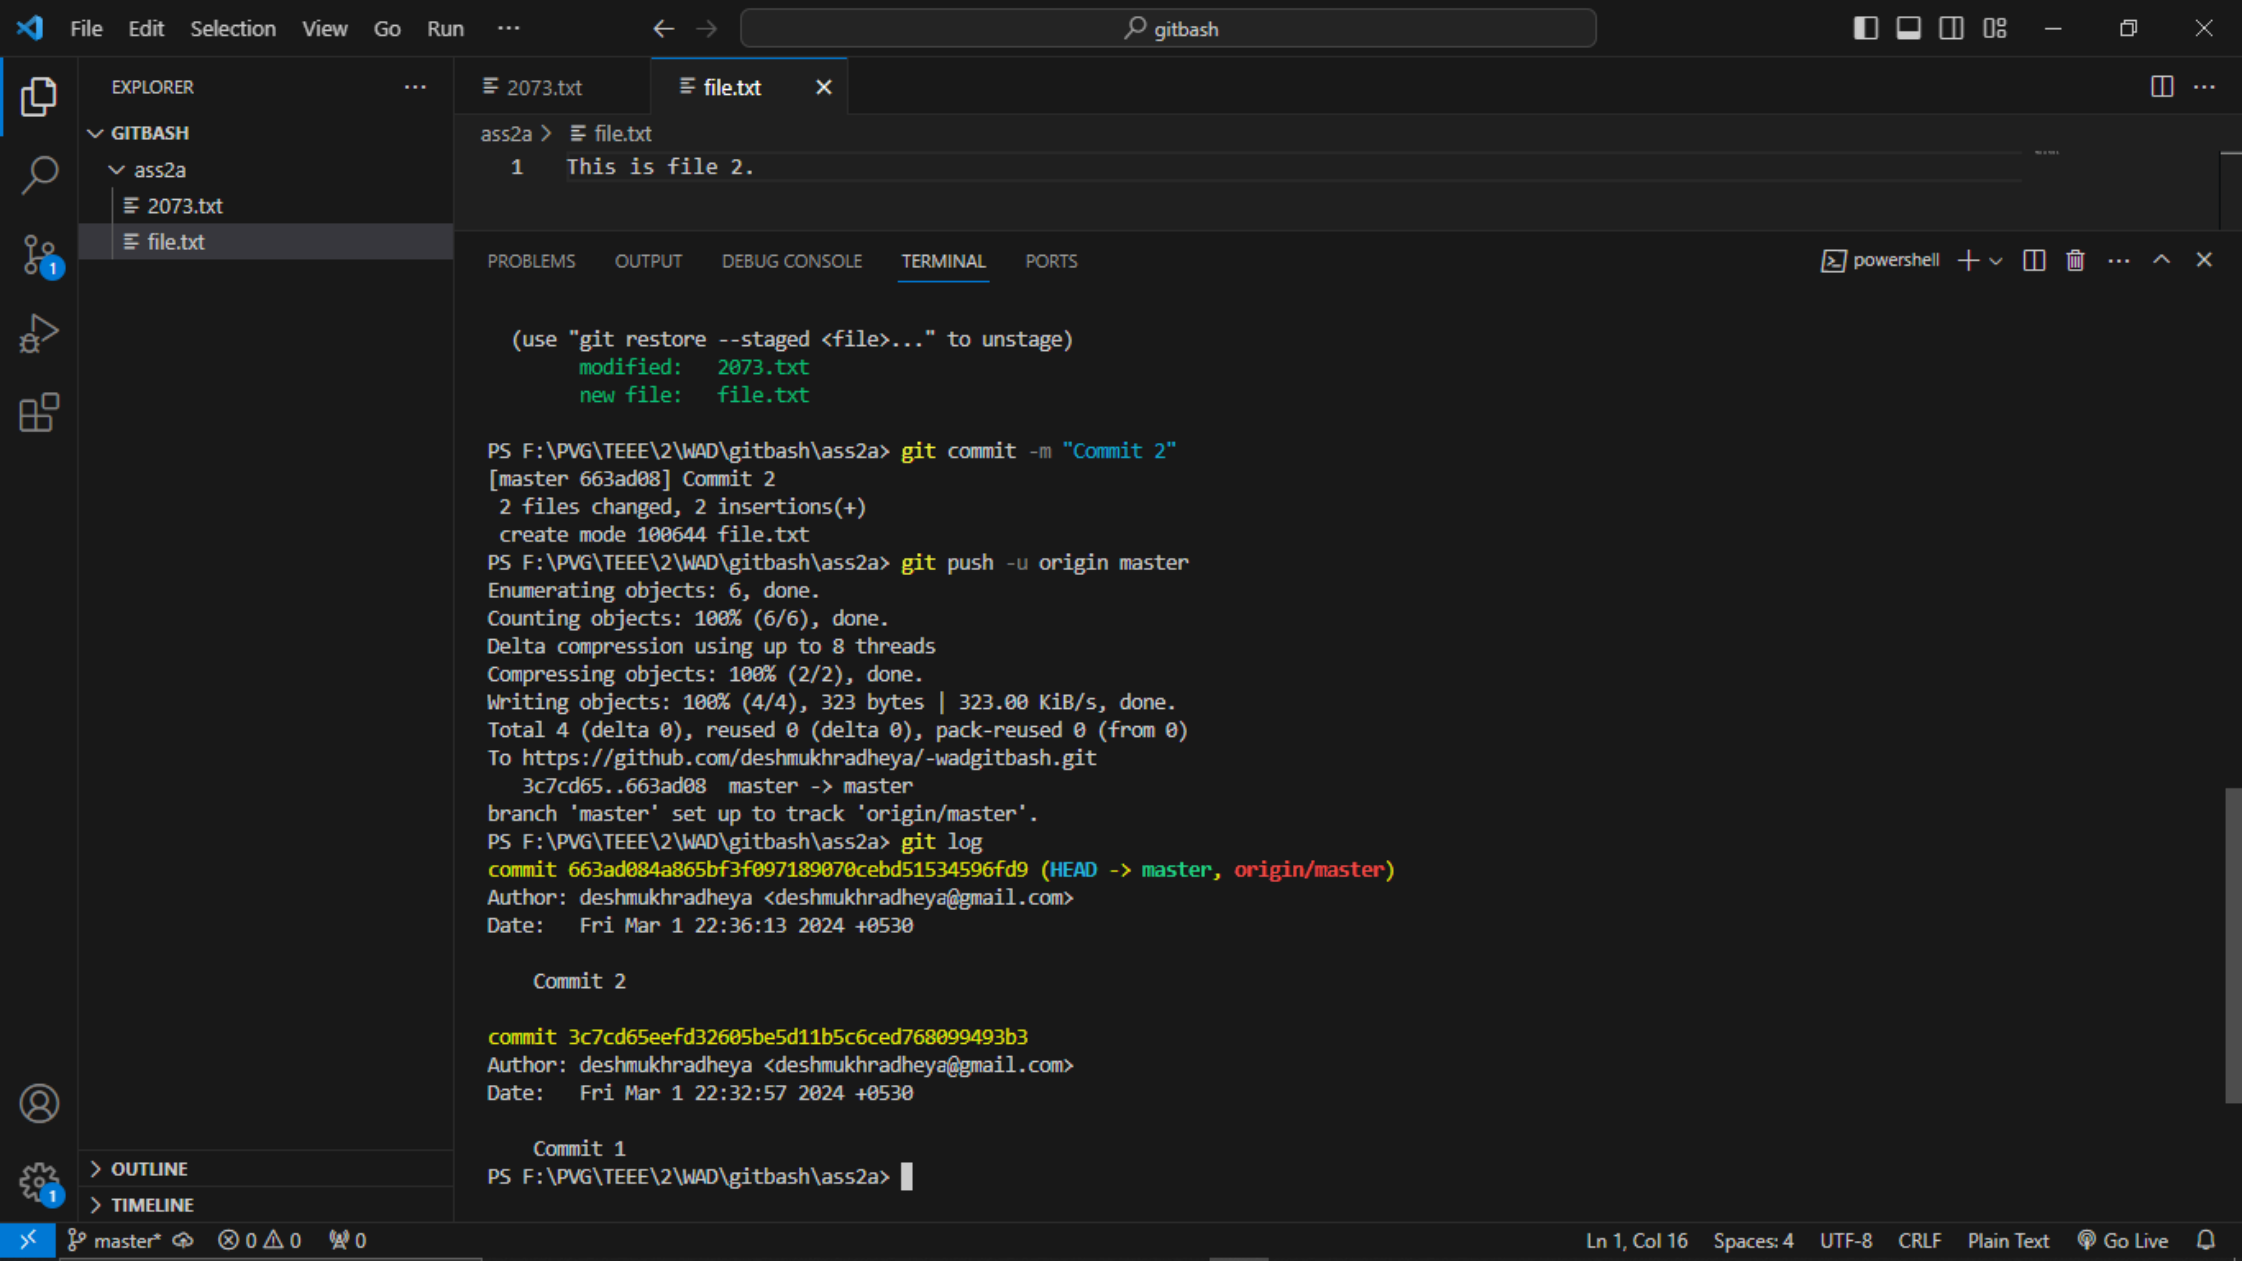 File Edit Selection View Go Run ··· gitbash
EXPLORER ···
GITBASH
ass2a
2073.txt
file.txt
1
OUTLINE
TIMELINE
1
2073.txt file.txt
ass2a > file.txt
1 This is file 2.
PROBLEMS OUTPUT DEBUG CONSOLE TERMINAL PORTS powershell
(use "git restore --staged <file>..." to unstage)
modified: 2073.txt
new file: file.txt
PS F:\PVG\TEEE\2\WAD\gitbash\ass2a> git commit -m "Commit 2"
[master 663ad08] Commit 2
2 files changed, 2 insertions(+)
create mode 100644 file.txt
PS F:\PVG\TEEE\2\WAD\gitbash\ass2a> git push -u origin master
Enumerating objects: 6, done.
Counting objects: 100% (6/6), done.
Delta compression using up to 8 threads
Compressing objects: 100% (2/2), done.
Writing objects: 100% (4/4), 323 bytes | 323.00 KiB/s, done.
Total 4 (delta 0), reused 0 (delta 0), pack-reused 0 (from 0)
To https://github.com/deshmukhradheya/-wadgitbash.git
3c7cd65..663ad08 master -> master
branch 'master' set up to track 'origin/master'.
PS F:\PVG\TEEE\2\WAD\gitbash\ass2a> git log
commit 663ad084a865bf3f097189070cebd51534596fd9 (HEAD -> master, origin/master)
Author: deshmukhradheya <deshmukhradheya@gmail.com>
Date: Fri Mar 1 22:36:13 2024 +0530
Commit 2
commit 3c7cd65eefd32605be5d11b5c6ced768099493b3
Author: deshmukhradheya <deshmukhradheya@gmail.com>
Date: Fri Mar 1 22:32:57 2024 +0530
Commit 1
PS F:\PVG\TEEE\2\WAD\gitbash\ass2a>
master* 0 0 0 Ln 1, Col 16 Spaces: 4 UTF-8 CRLF Plain Text Go Live